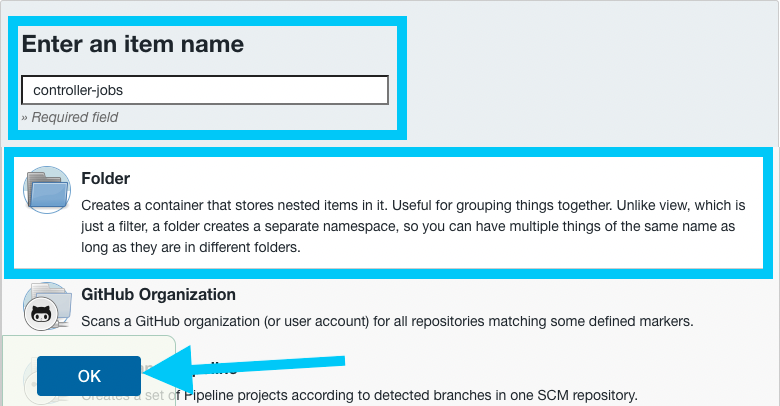 Enter an item name
controller-jobs
» Required field
Folder
Creates a container that stores nested items in it. Useful for grouping things together. Unlike view, which is
just a filter, a folder creates a separate namespace, so you can have multiple things of the same name as
long as they are in different folders.
GitHub Organization
Scans a GitHub organization (or user account) for all repositories matching some defined markers.
OK
Creates a set of Pipeline projects according to detected branches in one SCM repository.